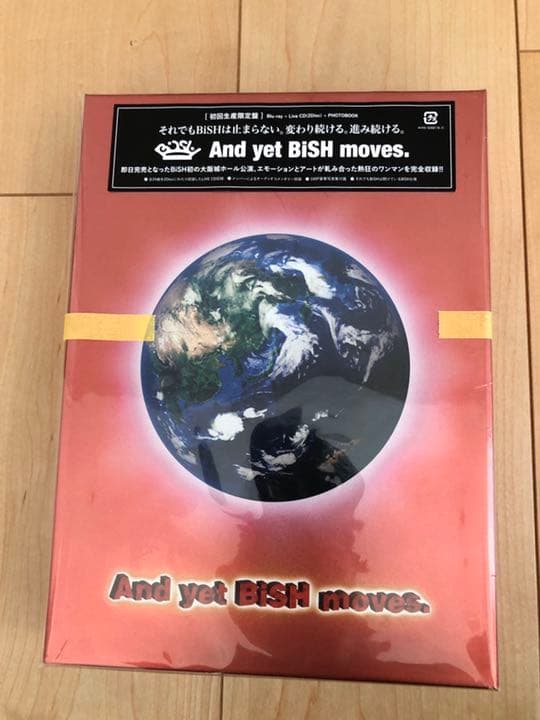 [初回生産限定盤] Blu-ray + Live CD(2Disc) + PHOTOBOOK
それでもBiSHは止まらない。変わり続ける。進み続ける。
BiSH And yet BiSH moves.
即日完売となったBiSH初の大阪城ホール公演、エモーションとアートが軋み合った熱狂のワンマンを完全収録!!
And yet BiSH moves.